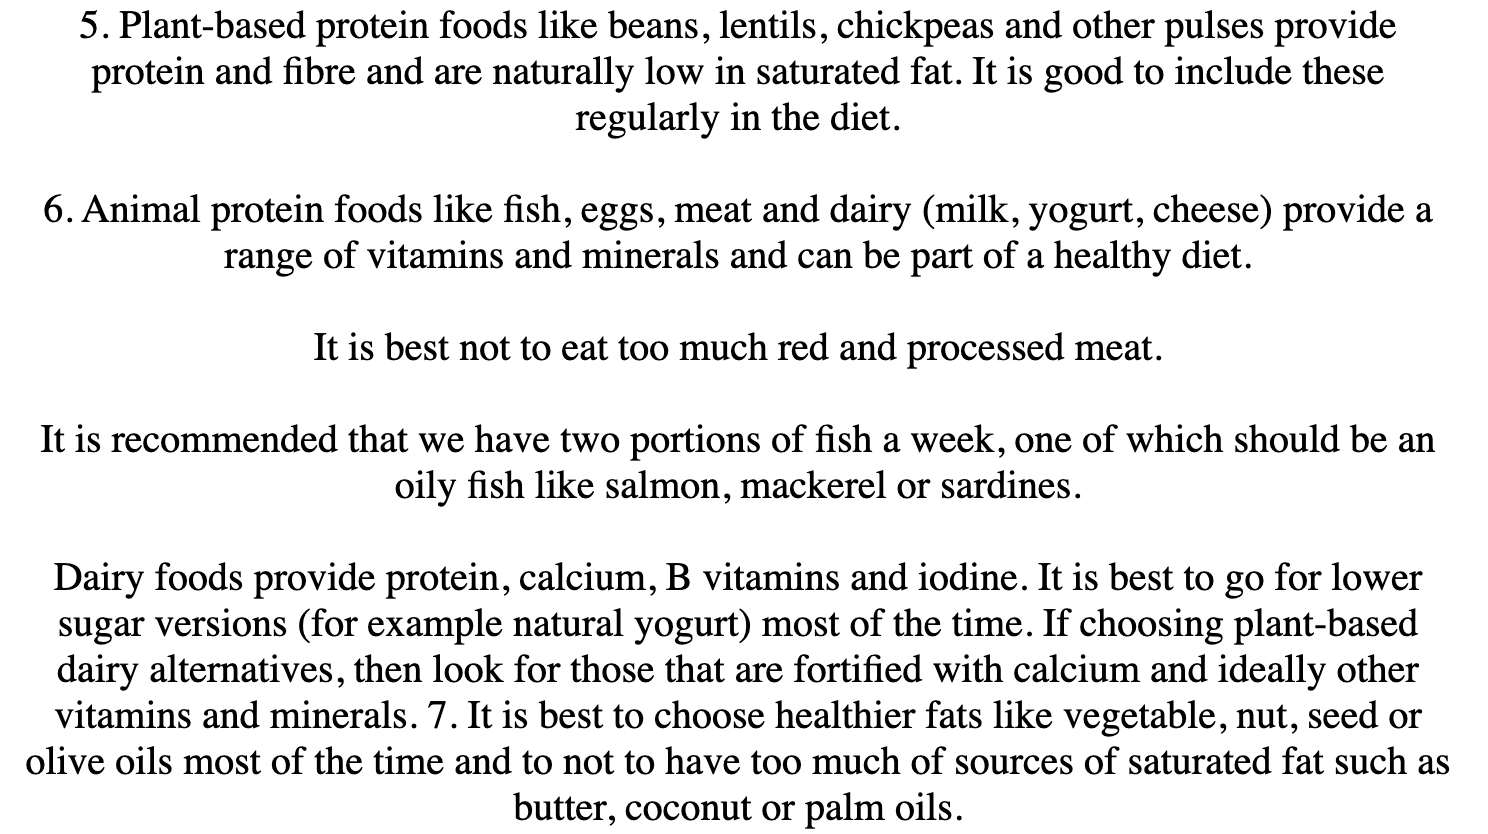 5. Plant-based protein foods like beans, lentils, chickpeas and other pulses provide
protein and fibre and are naturally low in saturated fat. It is good to include these
regularly in the diet.
6. Animal protein foods like fish, eggs, meat and dairy (milk, yogurt, cheese) provide a
range of vitamins and minerals and can be part of a healthy diet.
It is best not to eat too much red and processed meat.
It is recommended that we have two portions of fish a week, one of which should be an
oily fish like salmon, mackerel or sardines.
Dairy foods provide protein, calcium, B vitamins and iodine. It is best to go for lower
sugar versions (for example natural yogurt) most of the time. If choosing plant-based
dairy alternatives, then look for those that are fortified with calcium and ideally other
vitamins and minerals. 7. It is best to choose healthier fats like vegetable, nut, seed or
olive oils most of the time and to not to have too much of sources of saturated fat such as
butter, coconut or palm oils.